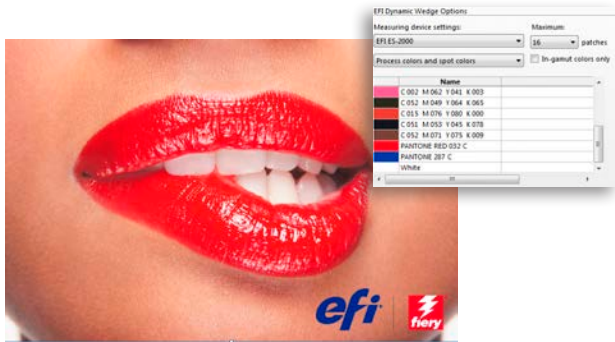 EFI Dynamic Wedge Options
Measuring device settings:
Maximum:
EFI ES-2000
16
patches
Process colors and spot colors
In-gamut colors only
Name
C 002 M 062 Y 041 K 003
C 052 M 049 Y 064 K 065
C 015 M 076 Y 080 K 000
C 051 M 053 Y 045 K 078
C 052 M 071 Y 075 K 009
PANTONE RED 032 C
PANTONE 287 C
White
efi
fiery